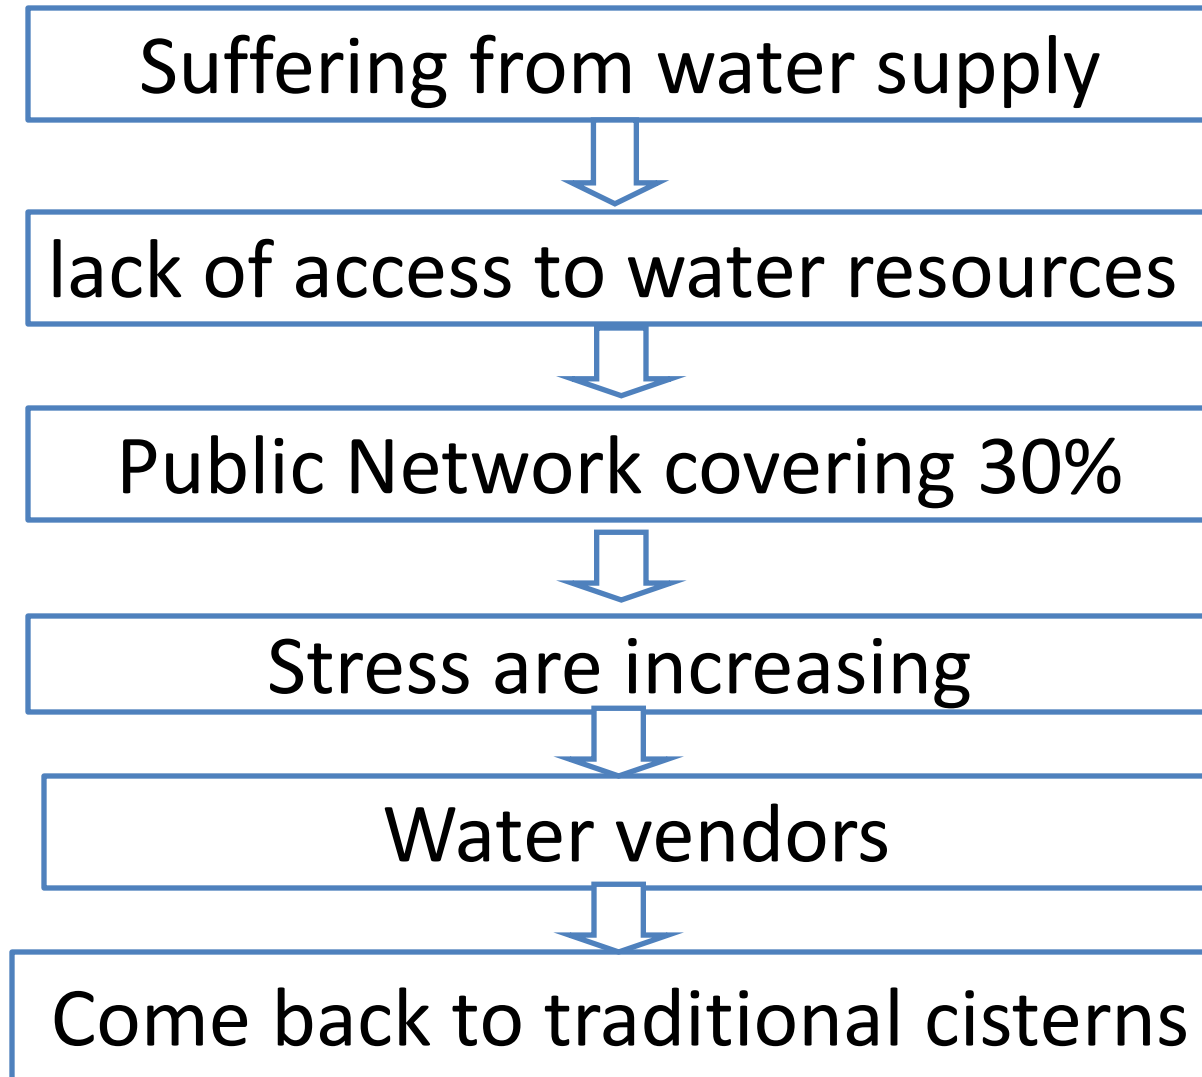 Suffering from water supply
lack of access to water resources
Public Network covering 30%
Stress are increasing
Water vendors
Come back to traditional cisterns